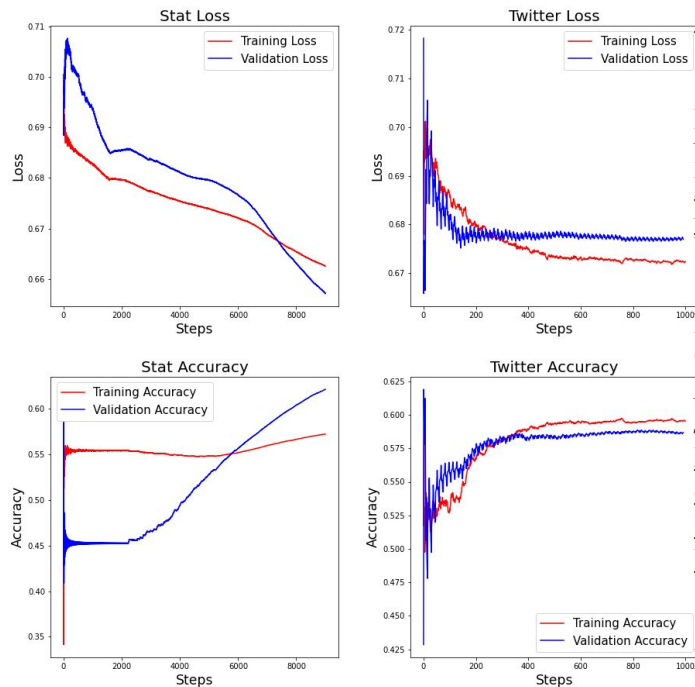 Stat Loss
0.71
0.70
0.69
0.68
0.67
0.66
Loss
Training Loss
Validation Loss
0
2000
4000
6000
8000
Steps
Twitter Loss
0.72
0.71
0.70
0.69
0.68
0.67
Loss
Training Loss
Validation Loss
0
200
400
600
800
1000
Steps
Stat Accuracy
0.60
0.55
0.50
0.45
0.40
0.35
Accuracy
Training Accuracy
Validation Accuracy
0
2000
4000
6000
8000
Steps
Twitter Accuracy
0.625
0.600
0.575
0.550
0.525
0.500
0.475
0.450
0.425
Accuracy
Training Accuracy
Validation Accuracy
0
200
400
600
800
1000
Steps